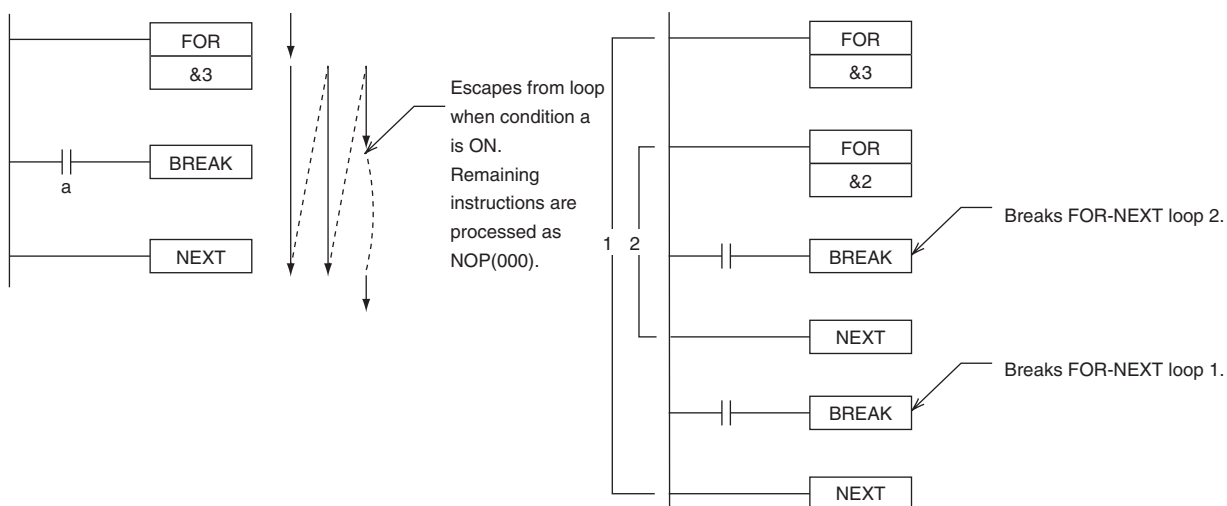 FOR
&3
a
BREAK
NEXT
Escapes from loop
when condition a
is ON.
Remaining
instructions are
processed as
NOP(000).
FOR
&3
FOR
&2
1 2
BREAK
Breaks FOR-NEXT loop 2.
NEXT
BREAK
Breaks FOR-NEXT loop 1.
NEXT